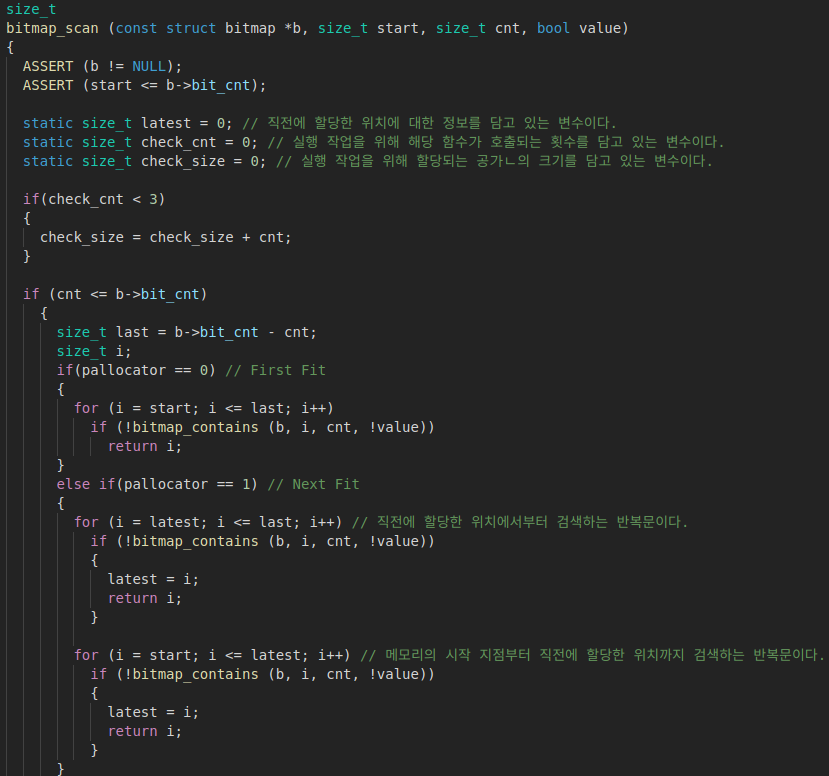 size_t
bitmap_scan (const struct bitmap *b, size_t start, size_t cnt, bool value)
{
  ASSERT (b != NULL);
  ASSERT (start <= b->bit_cnt);

  static size_t latest = 0; // 직전에 할당한 위치에 대한 정보를 담고 있는 변수이다.
  static size_t check_cnt = 0; // 실행 작업을 위해 해당 함수가 호출되는 횟수를 담고 있는 변수이다.
  static size_t check_size = 0; // 실행 작업을 위해 할당되는 공가ㄴ의 크기를 담고 있는 변수이다.

  if(check_cnt < 3)
  {
    check_size = check_size + cnt;
  }

  if (cnt <= b->bit_cnt)
    {
      size_t last = b->bit_cnt - cnt;
      size_t i;
      if(pallocator == 0) // First Fit
      {
        for (i = start; i <= last; i++)
          if (!bitmap_contains (b, i, cnt, !value))
            return i;
      }
      else if(pallocator == 1) // Next Fit
      {
        for (i = latest; i <= last; i++) // 직전에 할당한 위치에서부터 검색하는 반복문이다.
          if (!bitmap_contains (b, i, cnt, !value))
          {
            latest = i;
            return i;
          }

        for (i = start; i <= latest; i++) // 메모리의 시작 지점부터 직전에 할당한 위치까지 검색하는 반복문이다.
          if (!bitmap_contains (b, i, cnt, !value))
          {
            latest = i;
            return i;
          }
      }